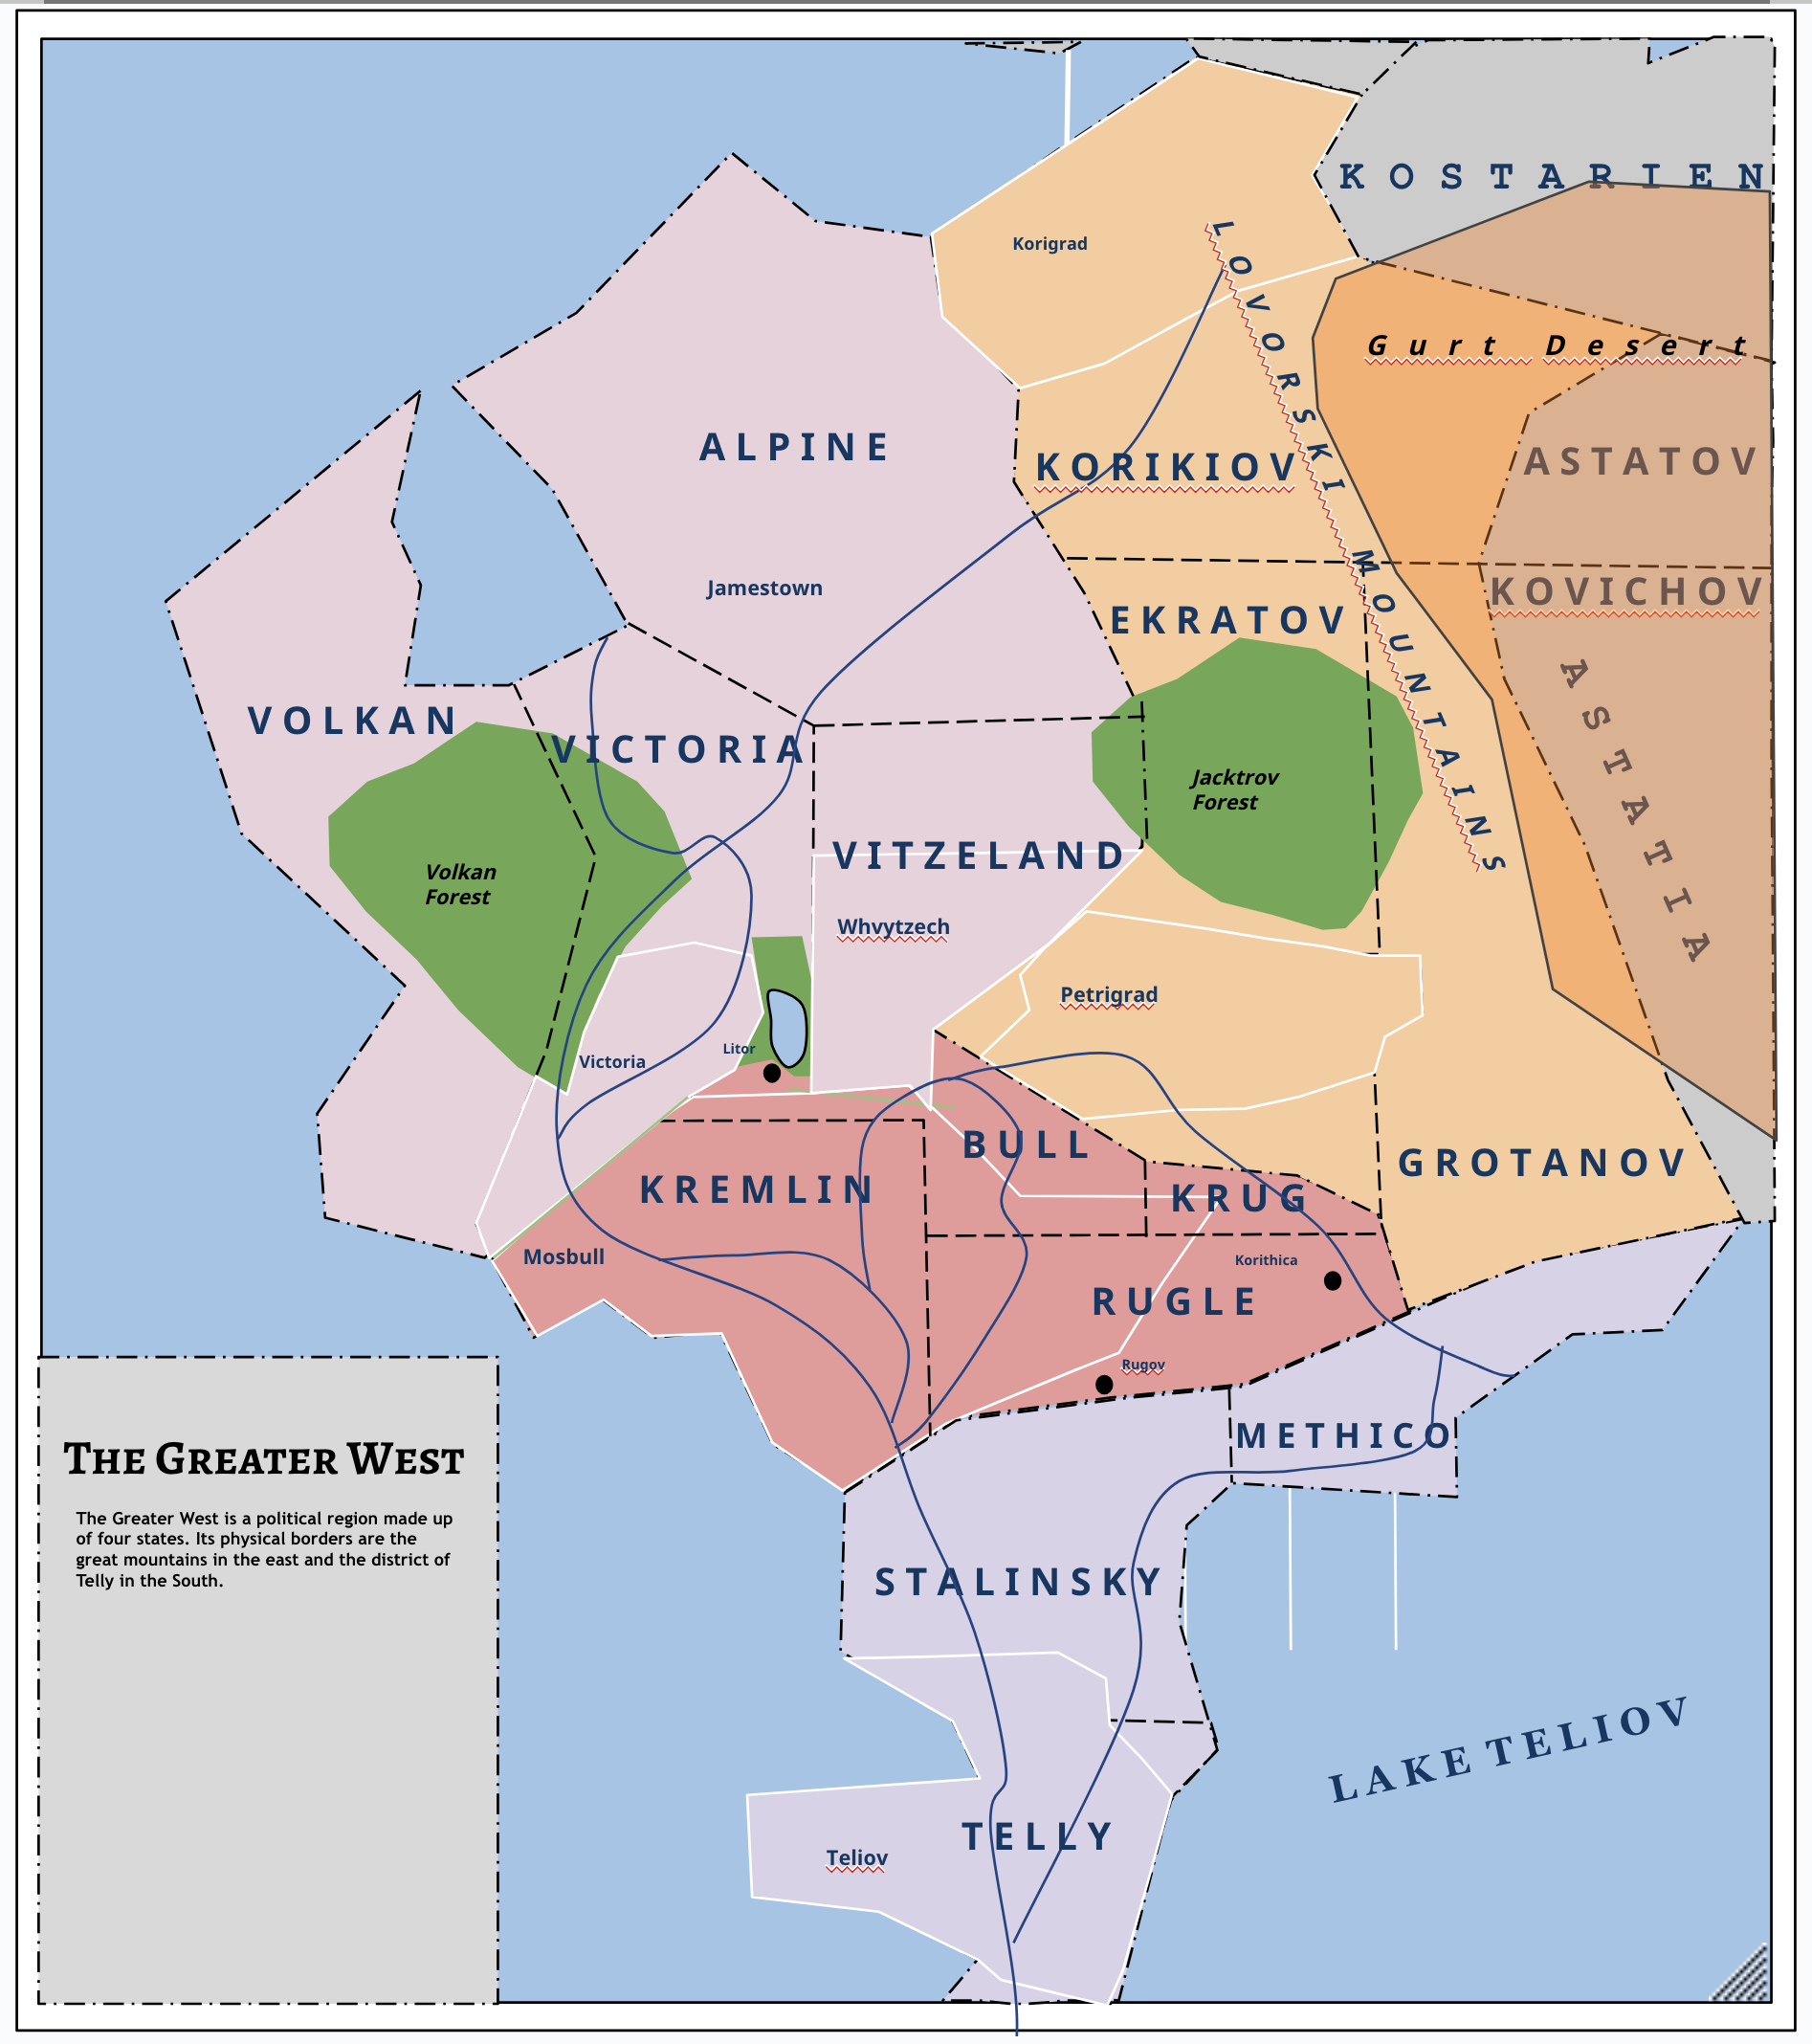 KOSTARIEN
Korigrad
LOVORSKI MOUNTAINS
Gurt Desert
ALPINE
KORIKIOV
ASTATOV
Jamestown
EKRATOV
KOVICHOV
ASTATIA
VOLKAN
VICTORIA
Jacktrov
Forest
VITZELAND
Volkan
Forest
Whvytzech
Petrigrad
Litor
Victoria
BULL
GROTANOV
KREMLIN
KRUG
Mosbull
Korithica
RUGLE
Rugov
METHICO
THE GREATER WEST
The Greater West is a political region made up
of four states. Its physical borders are the
great mountains in the east and the district of
Telly in the South.
STALINSKY
LAKE TELIOV
TELLY
Teliov